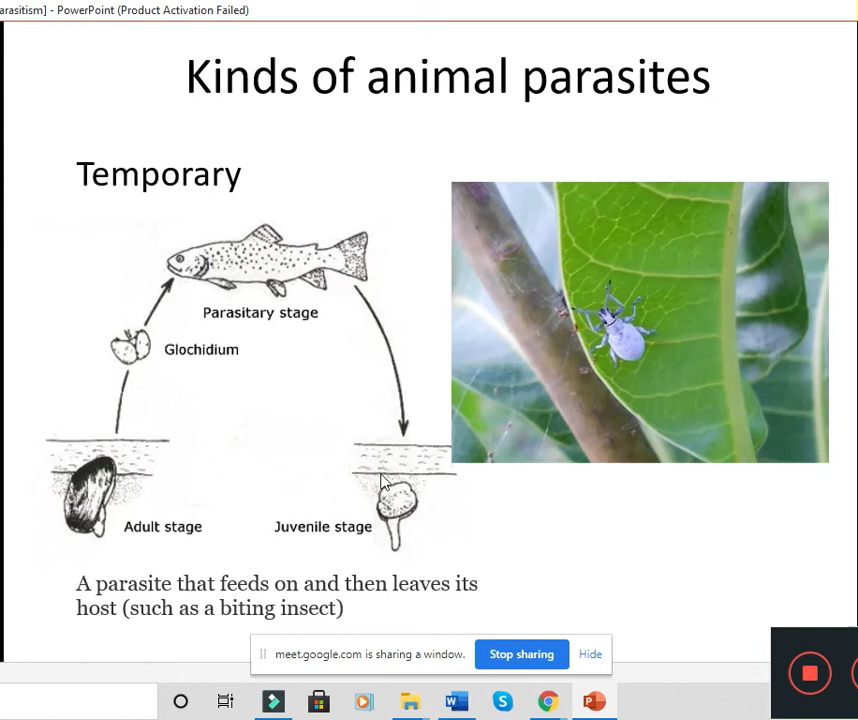 arasitism] - PowerPoint (Product Activation Failed)
Kinds of animal parasites
Temporary
Parasitary stage
Glochidium
Adult stage
Juvenile stage
A parasite that feeds on and then leaves its
host (such as a biting insect)
meet.google.com is sharing a window.
Stop sharing
Hide